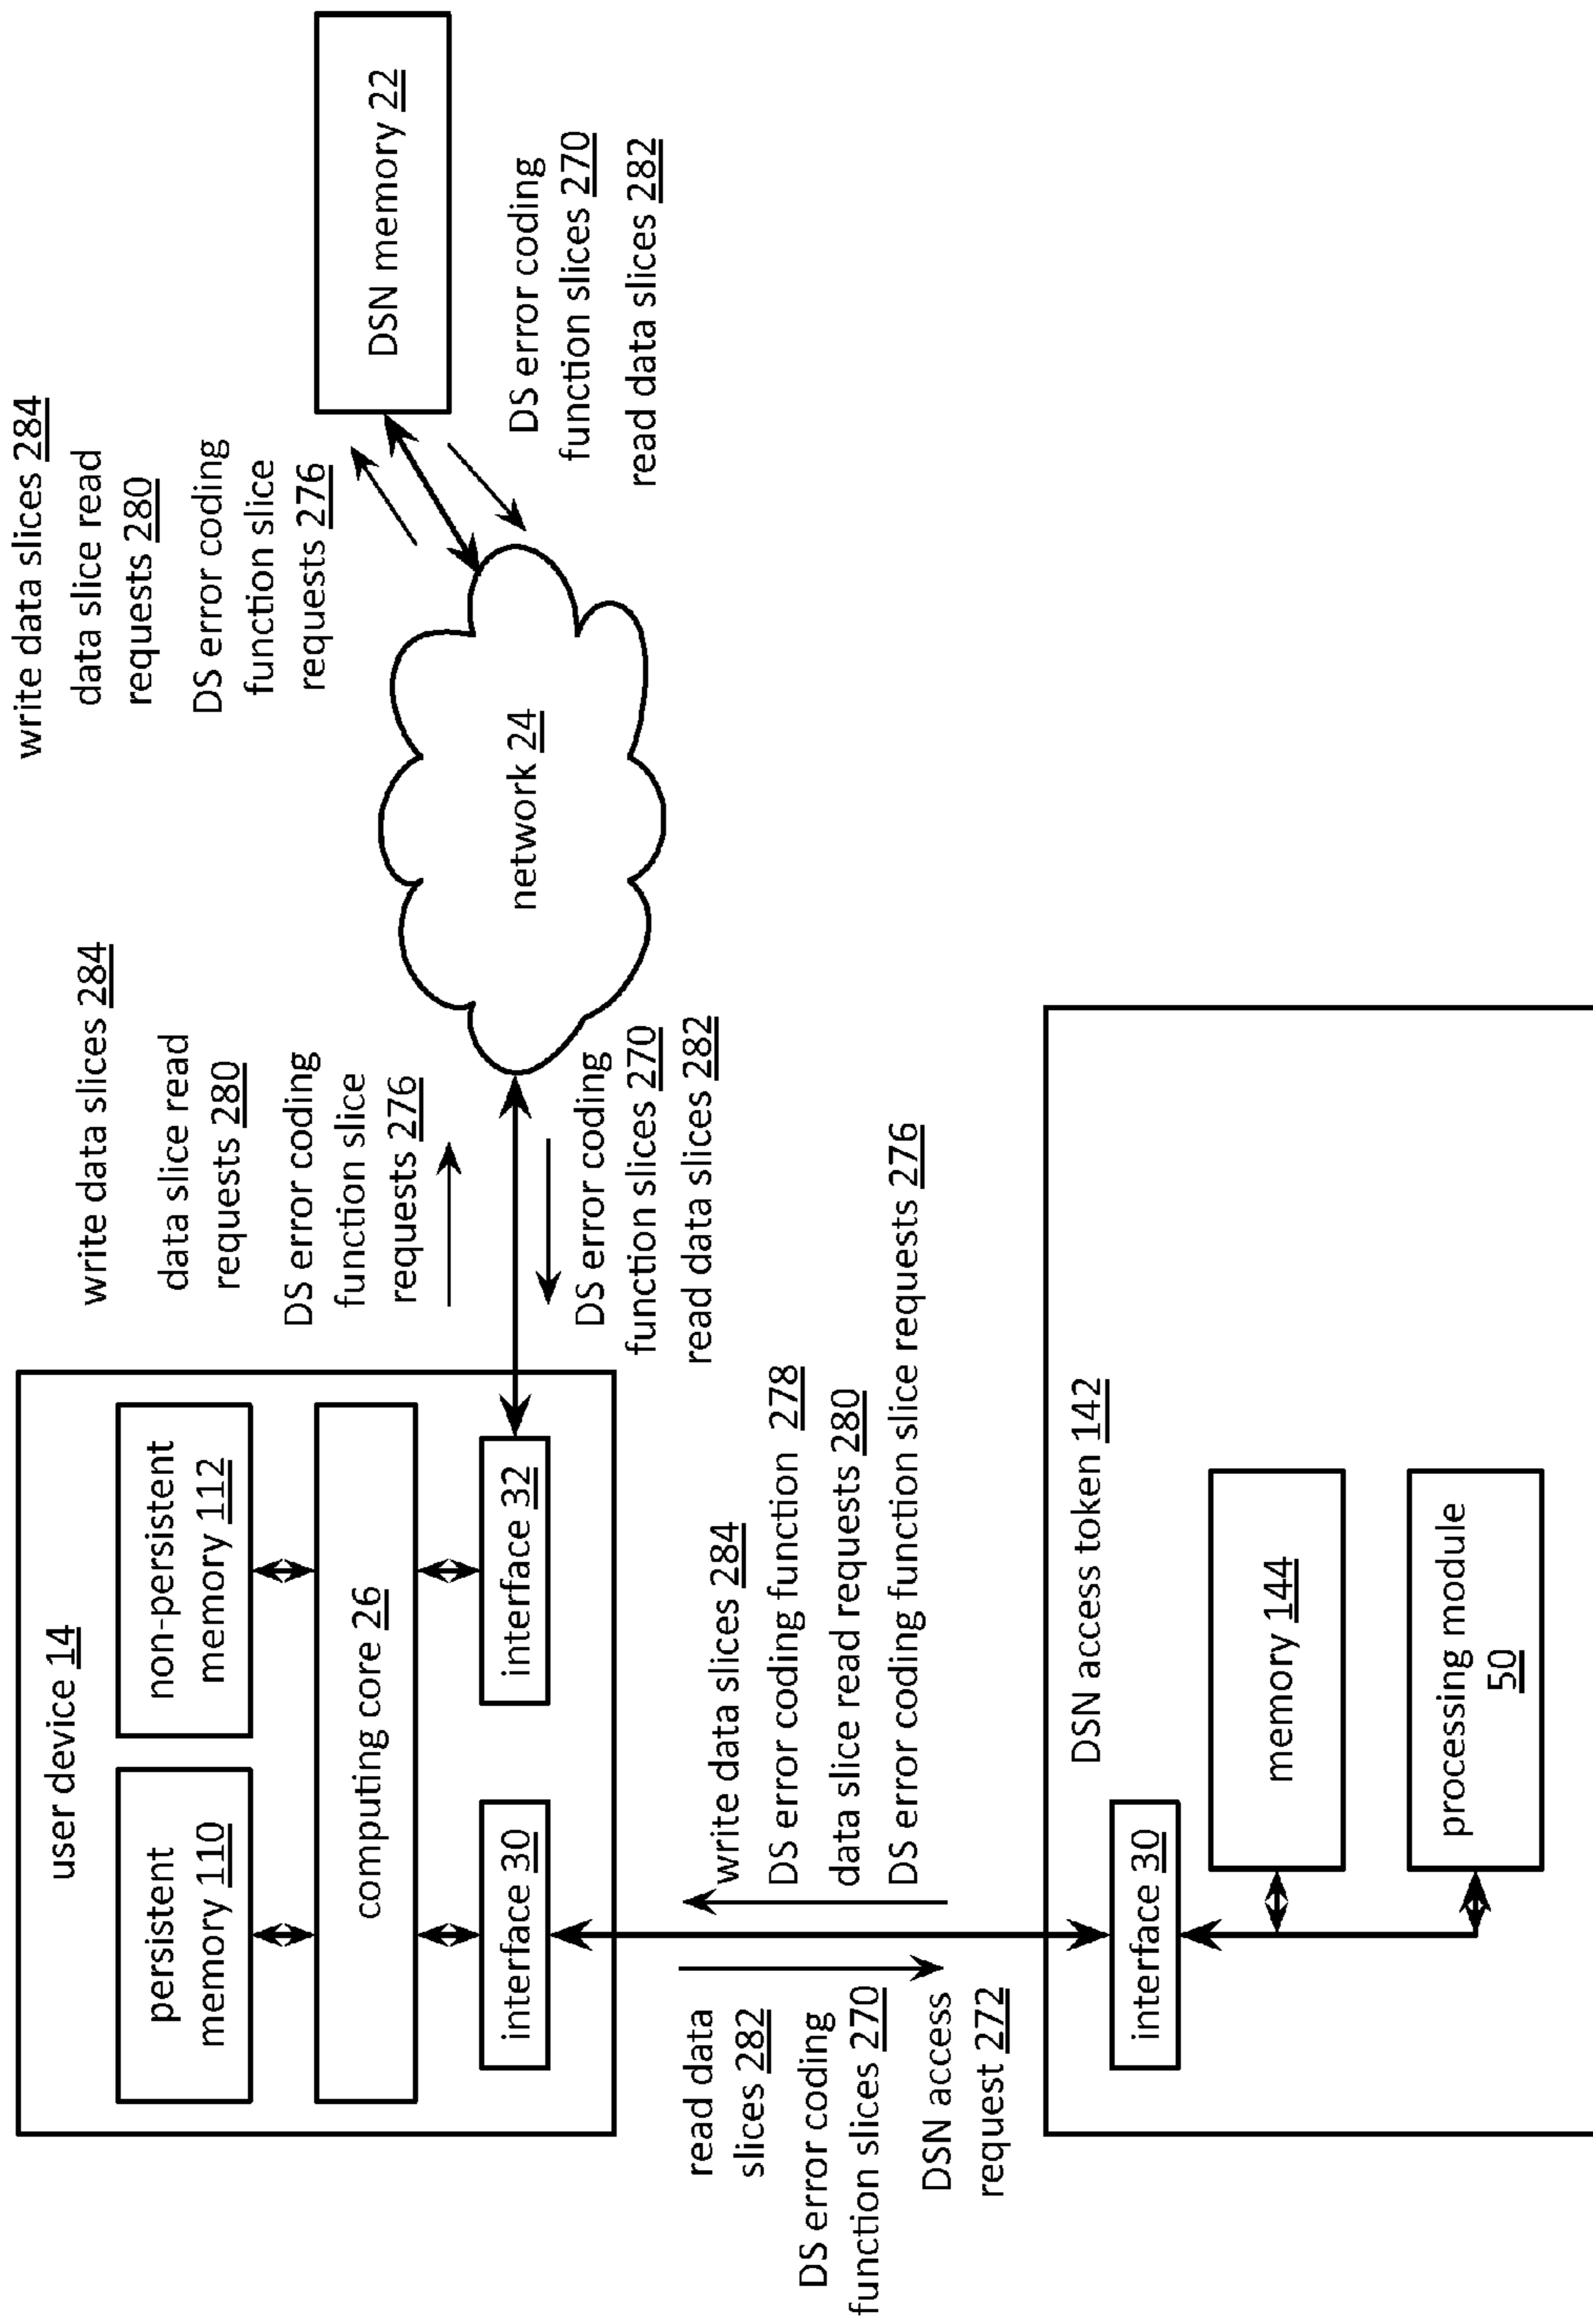 user device 14
persistent
memory 110
non-persistent
memory 112
computing core 26
interface 30
interface 32
write data slices 284
data slice read
requests 280
DS error coding
function slice
requests 276
DS error coding
function slices 270
read data slices 282
network 24
write data slices 284
data slice read
requests 280
DS error coding
function slice
requests 276
DSN memory 22
DS error coding
function slices 270
read data slices 282
read data
slices 282
DS error coding
function slices 270
DSN access
request 272
write data slices 284
DS error coding function 278
data slice read requests 280
DS error coding function slice requests 276
DSN access token 142
interface 30
memory 144
processing module
50